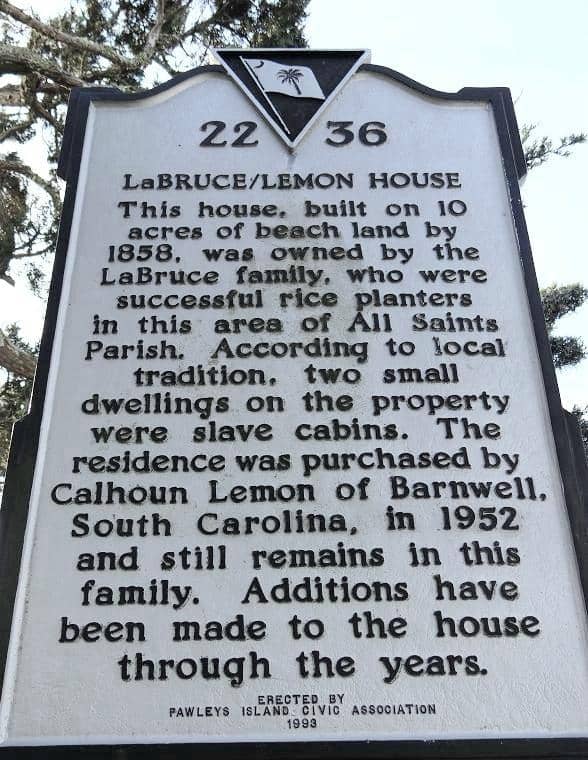 22 36
LaBRUCE/LEMON HOUSE
This house, built on 10
acres of beach land by
1858, was owned by the
LaBruce family, who were
successful rice planters
in this area of All Saints
Parish. According to local
tradition, two small
dwellings on the property
were slave cabins. The
residence was purchased by
Calhoun Lemon of Barnwell,
South Carolina, in 1952
and still remains in this
family. Additions have
been made to the house
through the years.
ERECTED BY
PAWLEYS ISLAND CIVIC ASSOCIATION
1993